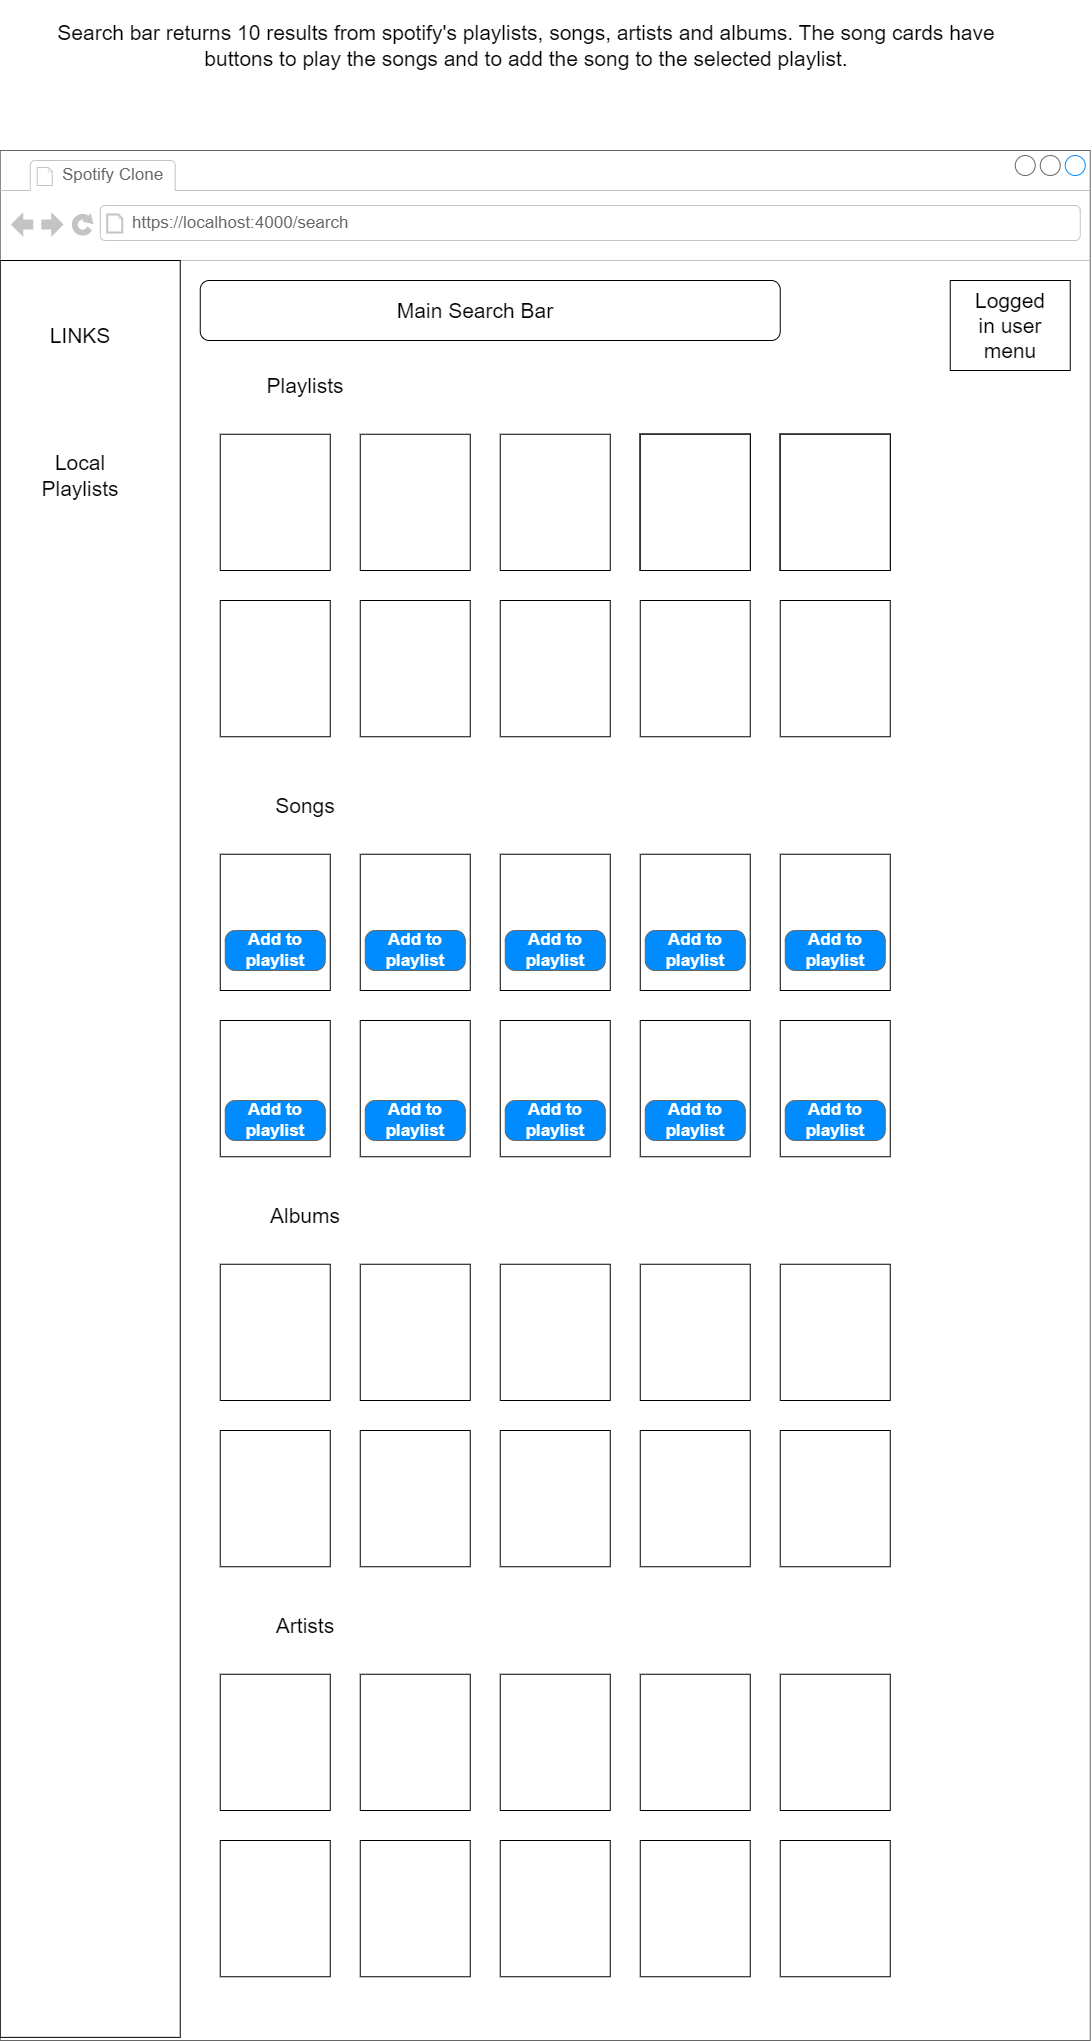 Search bar returns 10 results from spotify's playlists, songs, artists and albums. The song cards have
buttons to play the songs and to add the song to the selected playlist.
Spotify Clone
https://localhost:4000/search
LINKS
Local
Playlists
Main Search Bar
Logged
in user
menu
Playlists
Songs
Add to
playlist
Add to
playlist
Add to
playlist
Add to
playlist
Add to
playlist
Add to
playlist
Add to
playlist
Add to
playlist
Add to
playlist
Add to
playlist
Albums
Artists